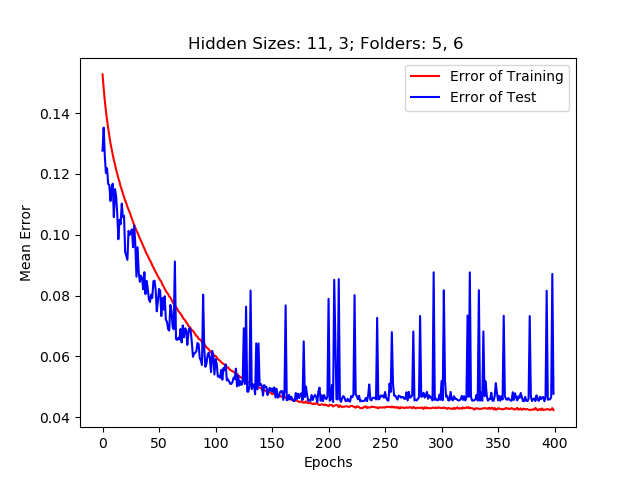 Hidden Sizes: 11, 3; Folders: 5, 6
Error of Training
Error of Test
Mean Error
0.14
0.12
0.10
0.08
0.06
0.04
0 50 100 150 200 250 300 350 400
Epochs